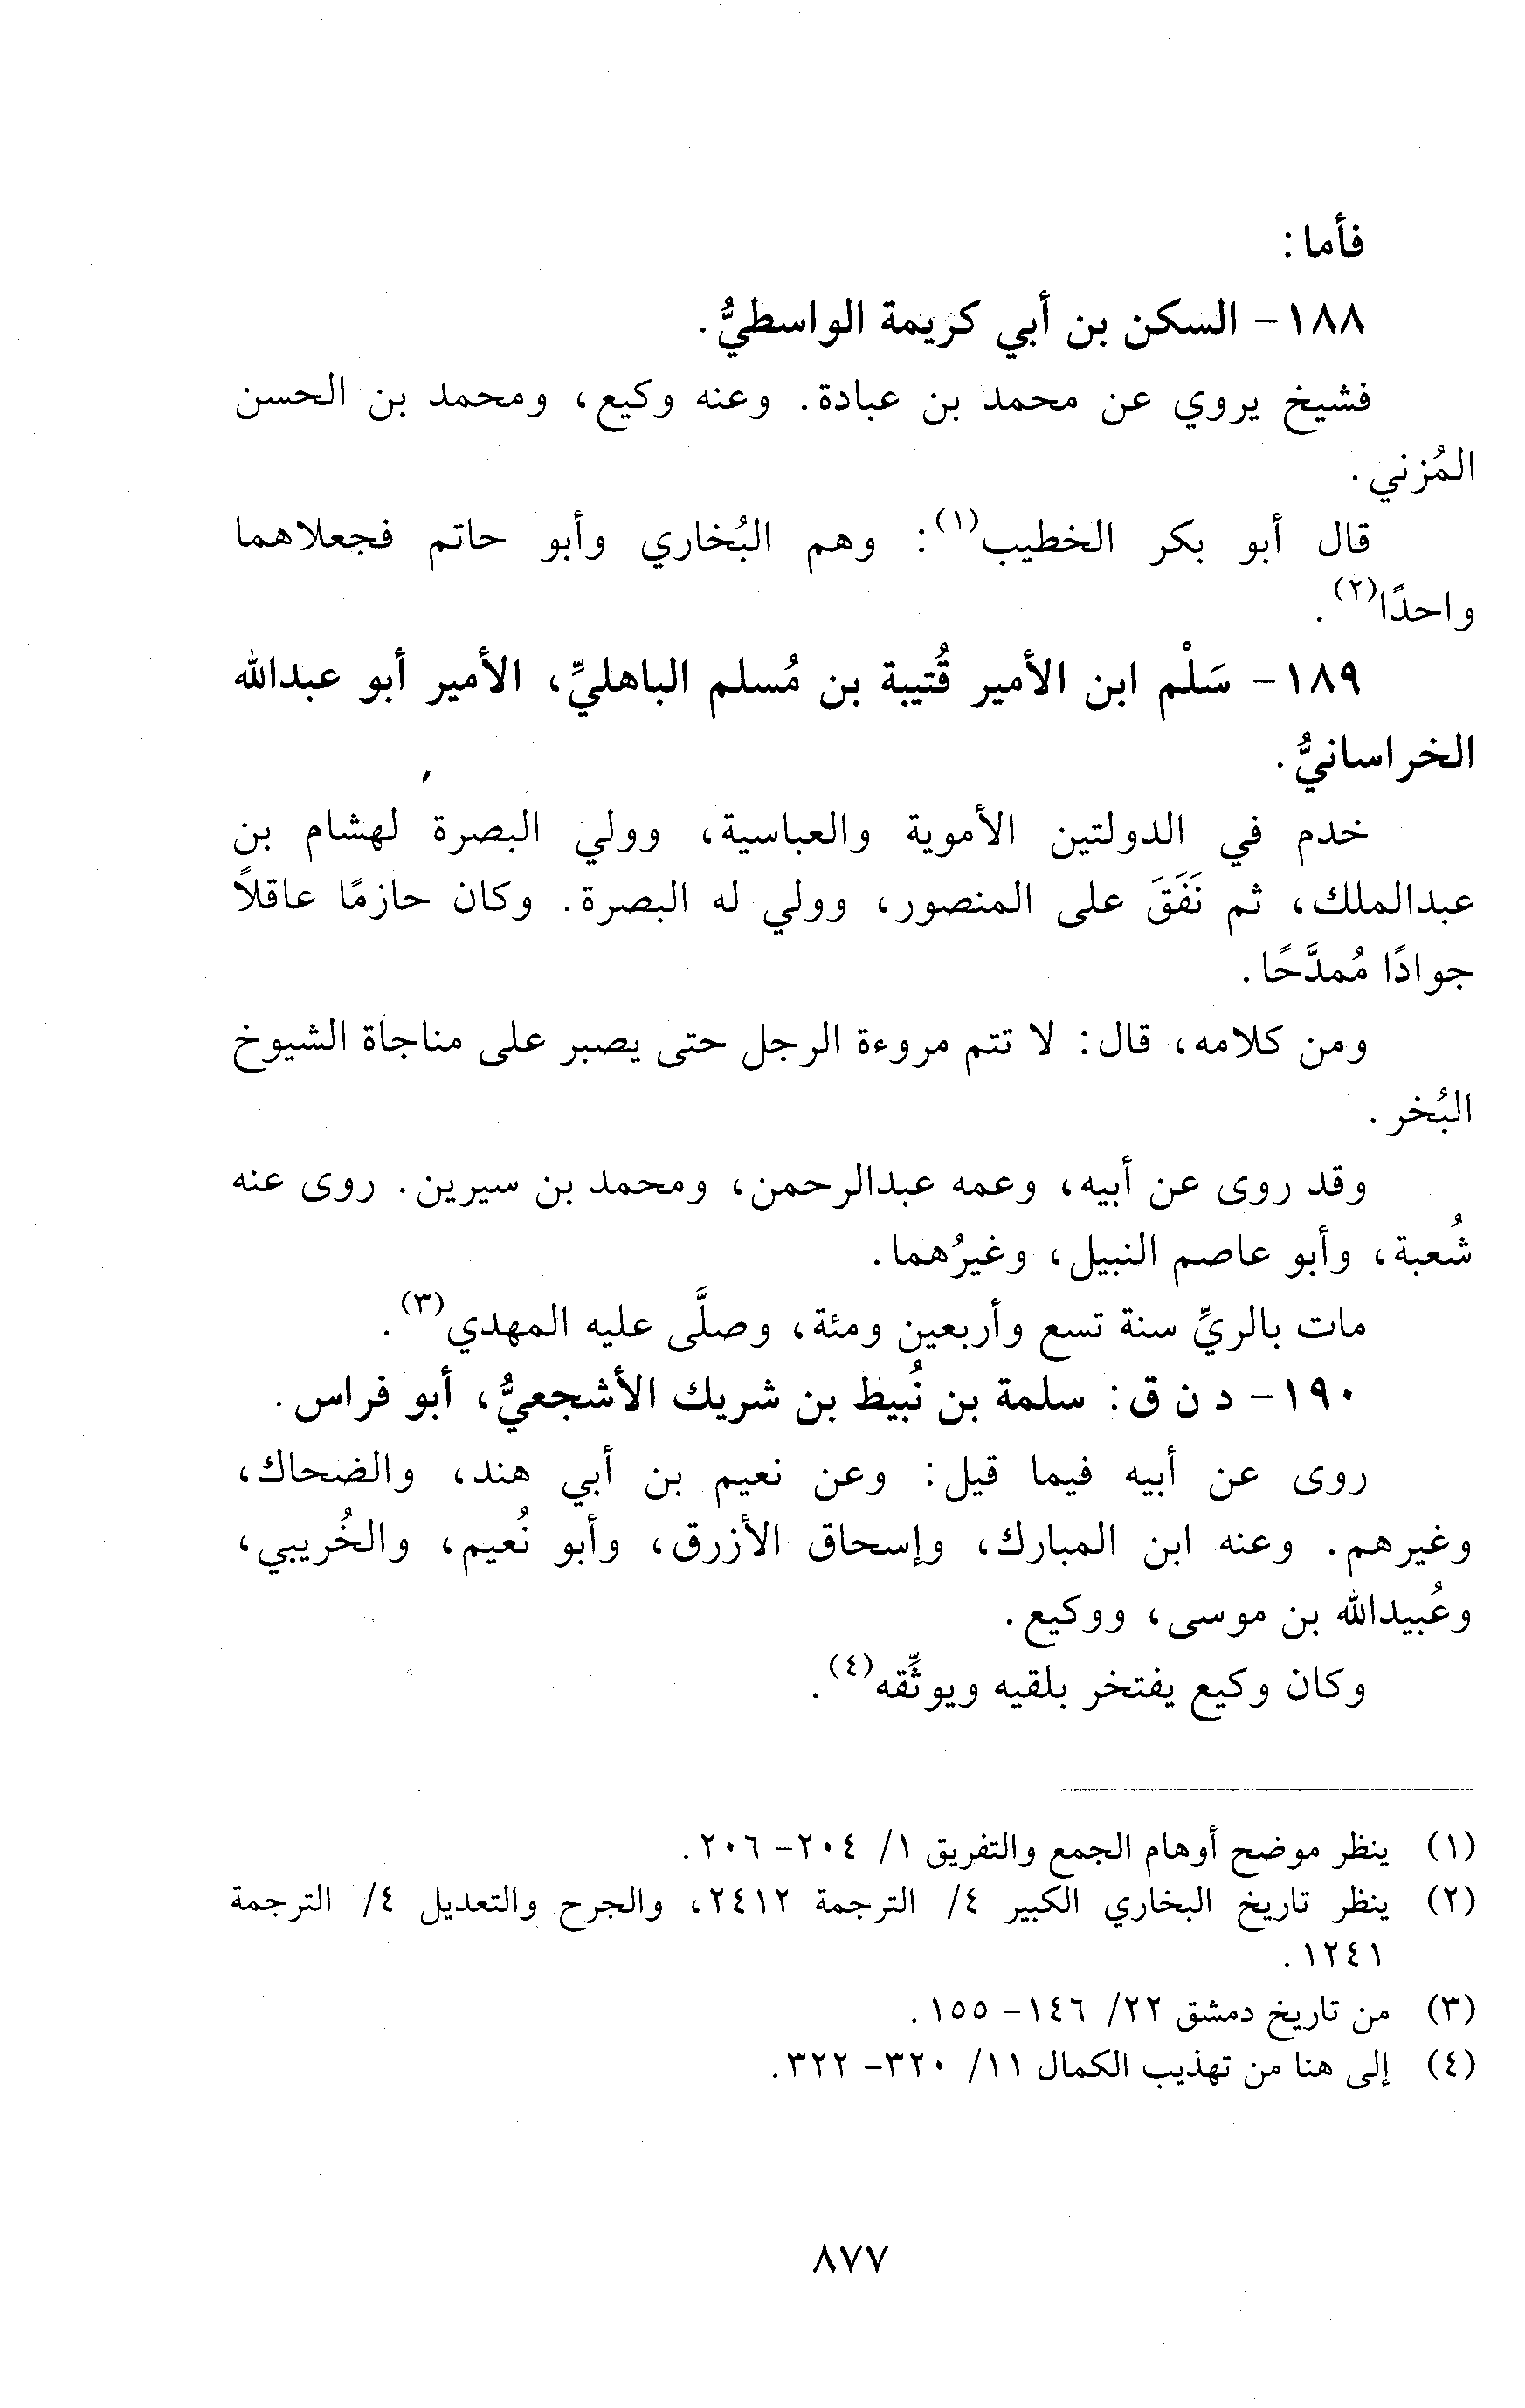 فأما:
١٨٨- السكن بن أبي كريمة الواسطيُّ.
فشيخ يروي عن محمد بن عبادة. وعنه وكيع، ومحمد بن الحسن
المُزني.
قال أبو بكر الخطيب(١): وهم البُخاري وأبو حاتم فجعلاهما
واحدًا(٢).
١٨٩- سَلْم ابن الأمير قُتيبة بن مُسلم الباهليِّ، الأمير أبو عبدالله
الخراسانيُّ.
خدم في الدولتين الأموية والعباسية، وولي البصرة لهشام بن
عبدالملك، ثم نَفَقَ على المنصور، وولي له البصرة. وكان حازمًا عاقلاً
جوادًا مُمدَّحًا.
ومن كلامه، قال: لا تتم مروءة الرجل حتى يصبر على مناجاة الشيوخ
البُخر.
وقد روى عن أبيه، وعمه عبدالرحمن، ومحمد بن سيرين. روى عنه
شُعبة، وأبو عاصم النبيل، وغيرُهما.
مات بالريِّ سنة تسع وأربعين ومئة، وصلَّى عليه المهدي(٣).
١٩٠- د ن ق: سلمة بن نُبيط بن شريك الأشجعيُّ، أبو فراس.
روى عن أبيه فيما قيل: وعن نعيم بن أبي هند، والضحاك،
وغيرهم. وعنه ابن المبارك، وإسحاق الأزرق، وأبو نُعيم، والخُريبي،
وعُبيدالله بن موسى، ووكيع.
وكان وكيع يفتخر بلقيه ويوثِّقه(٤).
(١) ينظر موضح أوهام الجمع والتفريق ١/ ٢٠٤- ٢٠٦.
(٢) ينظر تاريخ البخاري الكبير ٤/ الترجمة ٢٤١٢، والجرح والتعديل ٤/ الترجمة
١٢٤١.
(٣) من تاريخ دمشق ٢٢/ ١٤٦- ١٥٥.
(٤) إلى هنا من تهذيب الكمال ١١/ ٣٢٠- ٣٢٢.
٨٧٧